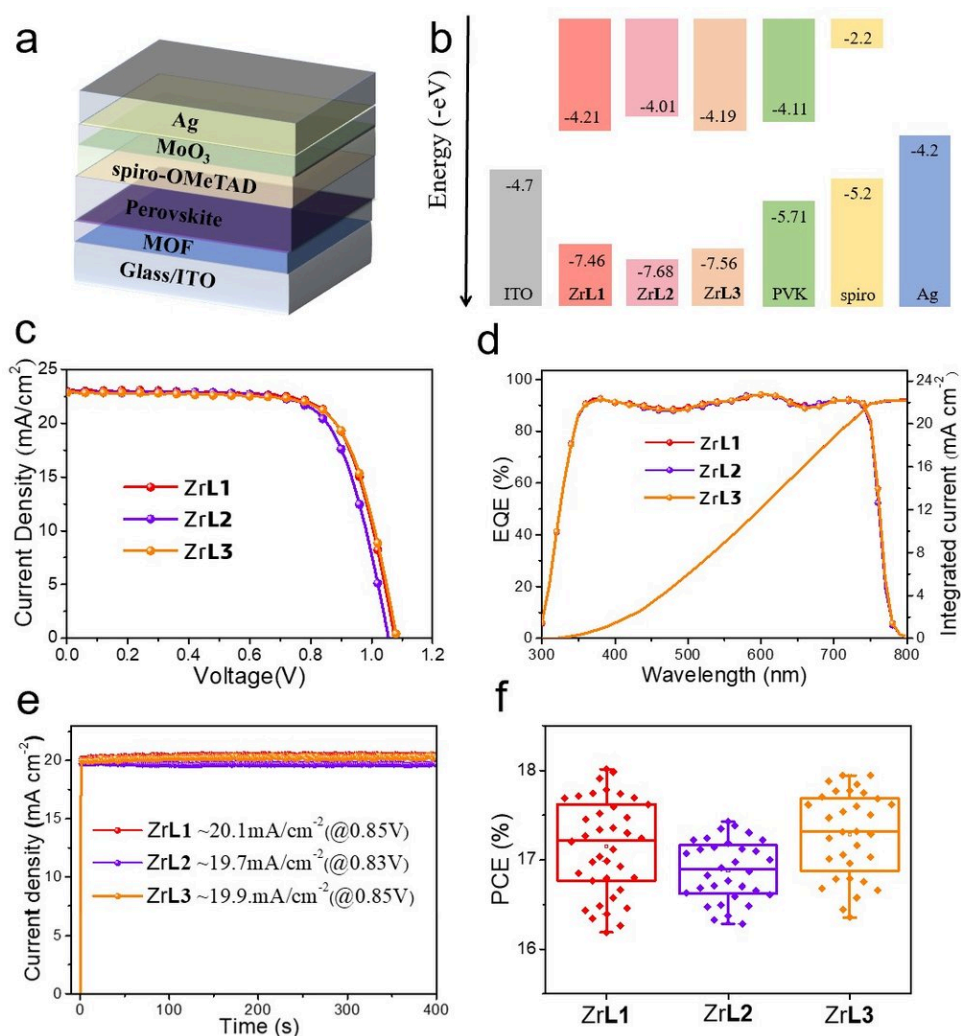 a
Ag
MoO₃
spiro-OMeTAD
Perovskite
MOF
Glass/ITO
b
Energy (-eV)
-4.7
ITO
-4.21
-7.46
ZrL1
-4.01
-7.68
ZrL2
-4.19
-7.56
ZrL3
-4.11
-5.71
PVK
-2.2
-5.2
spiro
-4.2
Ag
c
Current Density (mA/cm²)
25
20
15
10
5
0
ZrL1
ZrL2
ZrL3
0.0 0.2 0.4 0.6 0.8 1.0 1.2
Voltage(V)
d
EQE (%)
100
80
60
40
20
0
ZrL1
ZrL2
ZrL3
24
20
16
12
8
4
0
Integrated current (mA cm⁻²)
300 400 500 600 700 800
Wavelength (nm)
e
Current density (mA cm⁻²)
25
20
15
10
5
0
ZrL1 ~20.1mA/cm⁻²(@0.85V)
ZrL2 ~19.7mA/cm⁻²(@0.83V)
ZrL3 ~19.9.mA/cm⁻²(@0.85V)
0 100 200 300 400
Time (s)
f
PCE (%)
18
17
16
ZrL1 ZrL2 ZrL3